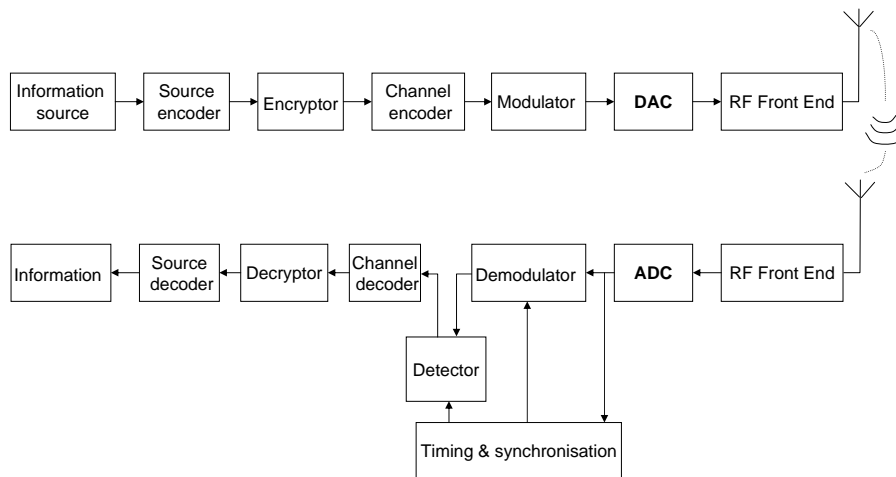 Information
source
Source
encoder
Encryptor
Channel
encoder
Modulator
DAC
RF Front End
Information
Source
decoder
Decryptor
Channel
decoder
Demodulator
ADC
RF Front End
Detector
Timing & synchronisation